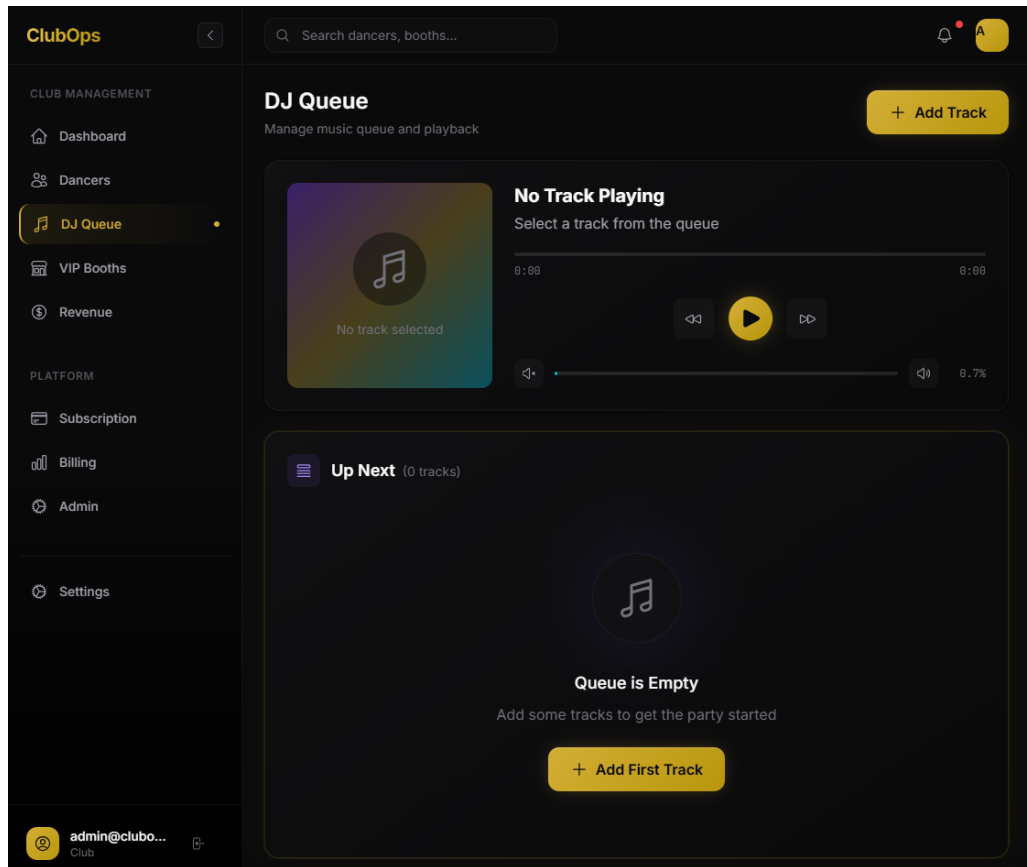 ClubOps
Search dancers, booths...
A
CLUB MANAGEMENT
Dashboard
Dancers
DJ Queue
VIP Booths
Revenue
PLATFORM
Subscription
Billing
Admin
Settings
admin@clubo...
Club
DJ Queue
Manage music queue and playback
+ Add Track
No track selected
No Track Playing
Select a track from the queue
0:00 0:00
0.7%
Up Next (0 tracks)
Queue is Empty
Add some tracks to get the party started
+ Add First Track